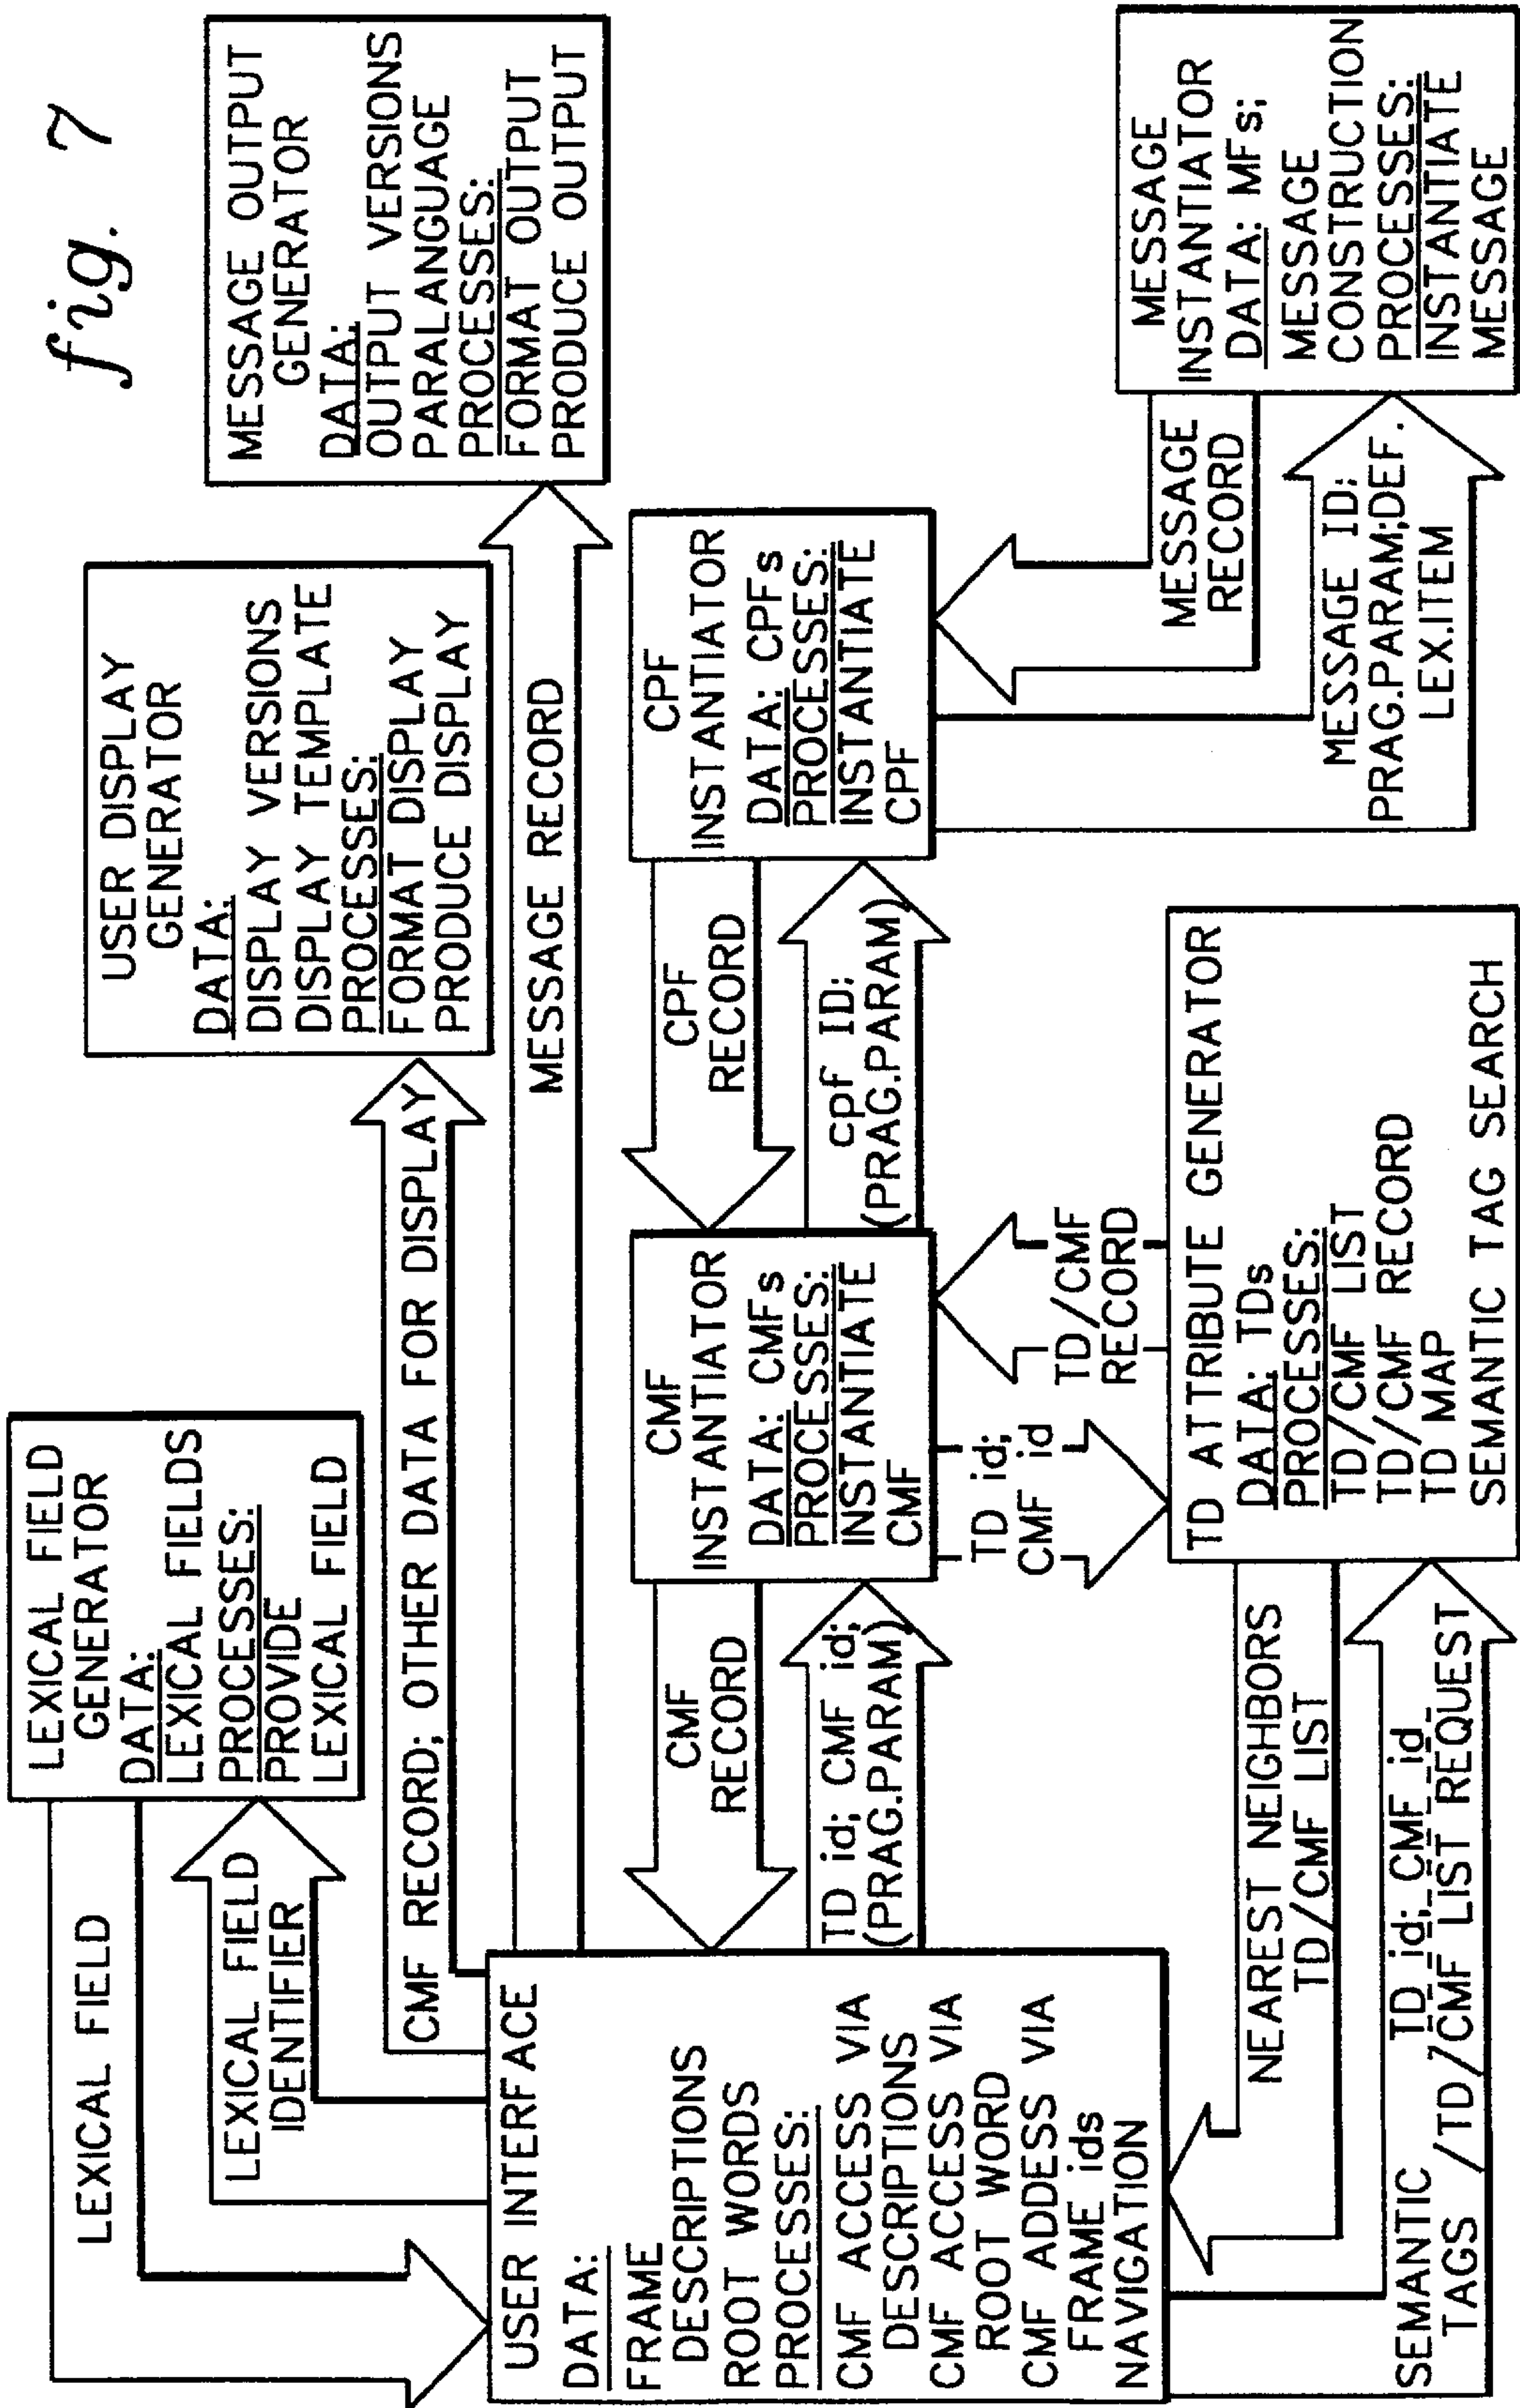 fig. 7
LEXICAL FIELD
GENERATOR
DATA:
LEXICAL FIELDS
PROCESSES:
PROVIDE
LEXICAL FIELD
USER DISPLAY
GENERATOR
DATA:
DISPLAY VERSIONS
DISPLAY TEMPLATE
PROCESSES:
FORMAT DISPLAY
PRODUCE DISPLAY
MESSAGE OUTPUT
GENERATOR
DATA:
OUTPUT VERSIONS
PARALANGUAGE
PROCESSES:
FORMAT OUTPUT
PRODUCE OUTPUT
LEXICAL FIELD
LEXICAL FIELD
IDENTIFIER
CMF RECORD; OTHER DATA FOR DISPLAY
MESSAGE RECORD
USER INTERFACE
DATA:
FRAME
DESCRIPTIONS
ROOT WORDS
PROCESSES:
CMF ACCESS VIA
DESCRIPTIONS
CMF ACCESS VIA
ROOT WORD
CMF ADDESS VIA
FRAME ids
NAVIGATION
CMF
RECORD
TD id; CMF id;
(PRAG.PARAM)
CMF
INSTANTIATOR
DATA: CMFs
PROCESSES:
INSTANTIATE
CMF
CPF
RECORD
CPF ID;
(PRAG.PARAM)
CPF
INSTANTIATOR
DATA: CPFs
PROCESSES:
INSTANTIATE
CPF
TD id;
CMF id
TD/CMF
RECORD
MESSAGE
RECORD
MESSAGE ID;
PRAG.PARAM;DEF.
LEX.ITEM
NEAREST NEIGHBORS
TD/CMF LIST
SEMANTIC TD id; CMF id
TAGS /TD/CMF LIST REQUEST
TD ATTRIBUTE GENERATOR
DATA: TDs
PROCESSES:
TD/CMF LIST
TD/CMF RECORD
TD MAP
SEMANTIC TAG SEARCH
MESSAGE
INSTANTIATOR
DATA: MFs;
MESSAGE
CONSTRUCTION
PROCESSES:
INSTANTIATE
MESSAGE